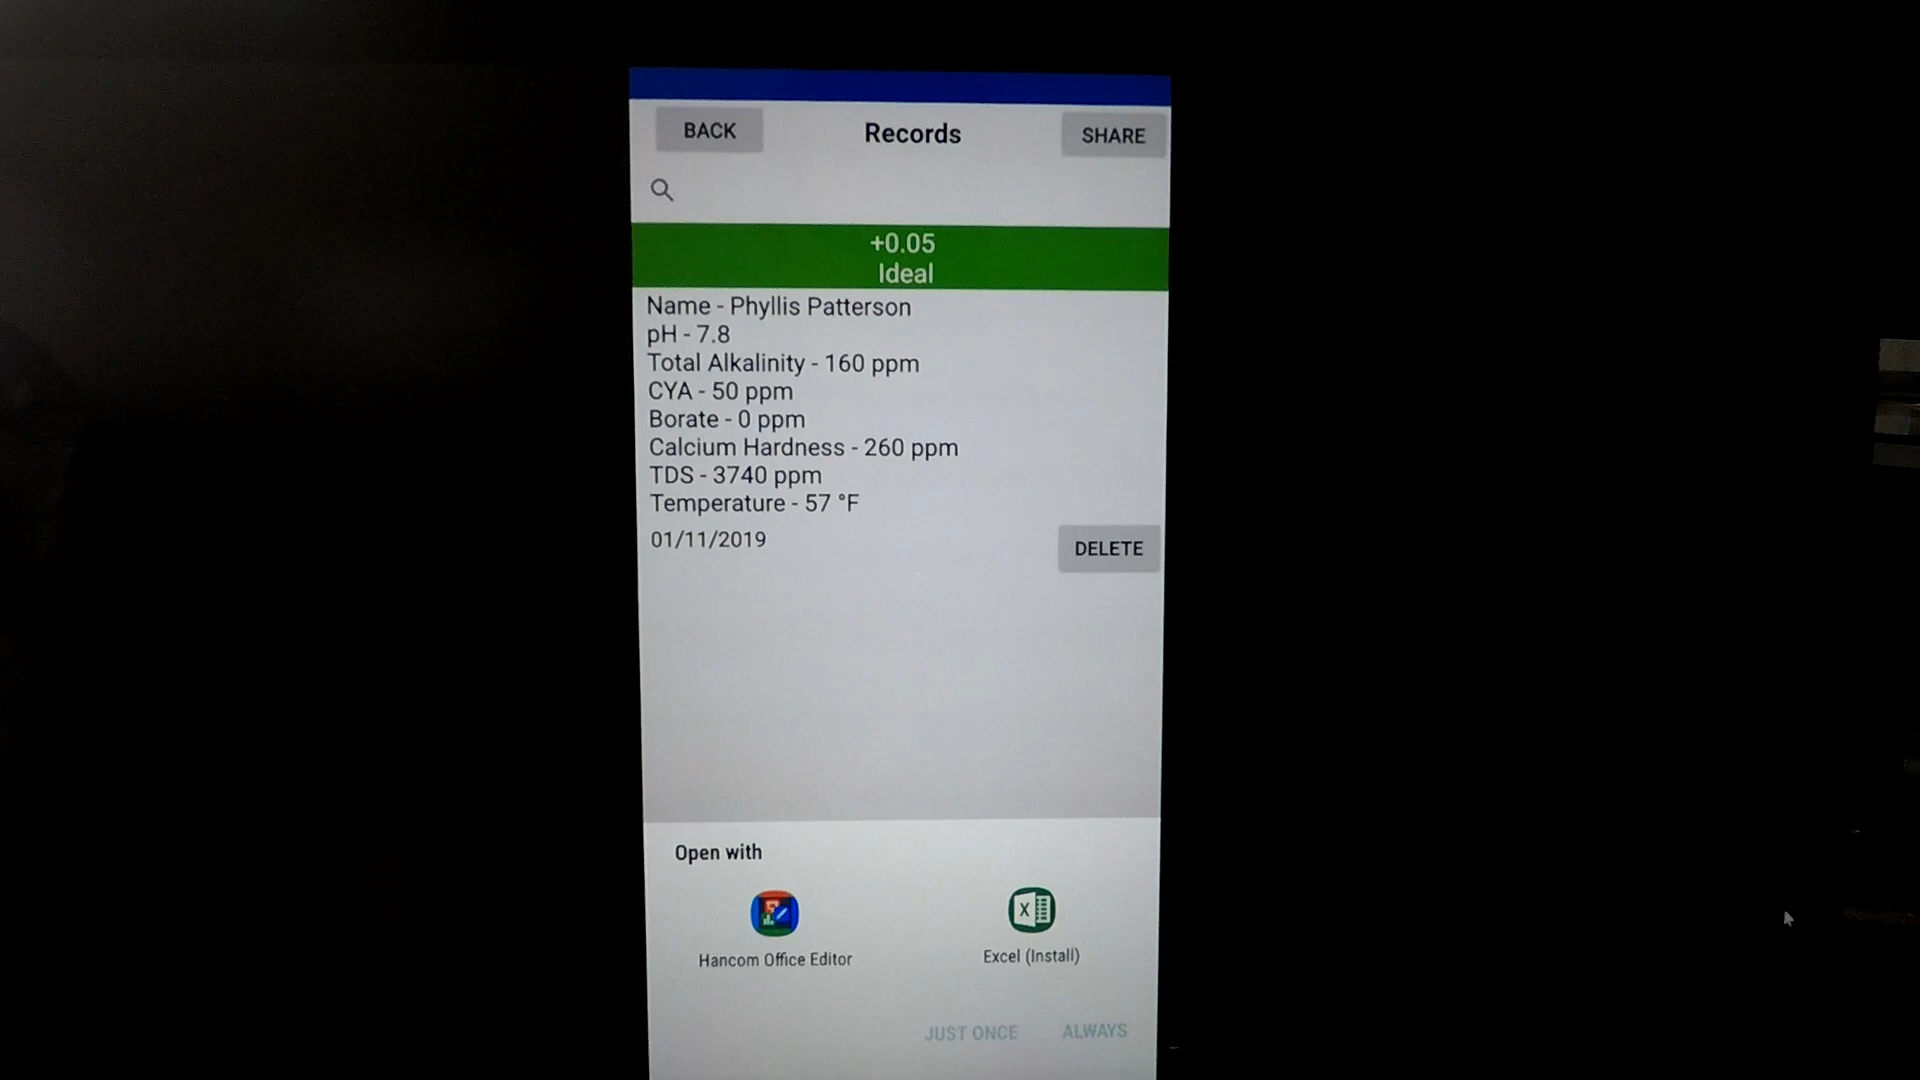 BACK
Records
SHARE
+0.05
Ideal
Name - Phyllis Patterson
pH - 7.8
Total Alkalinity - 160 ppm
CYA - 50 ppm
Borate - 0 ppm
Calcium Hardness - 260 ppm
TDS - 3740 ppm
Temperature - 57 °F
01/11/2019
DELETE
Open with
Hancom Office Editor
Excel (Install)
JUST ONCE
ALWAYS